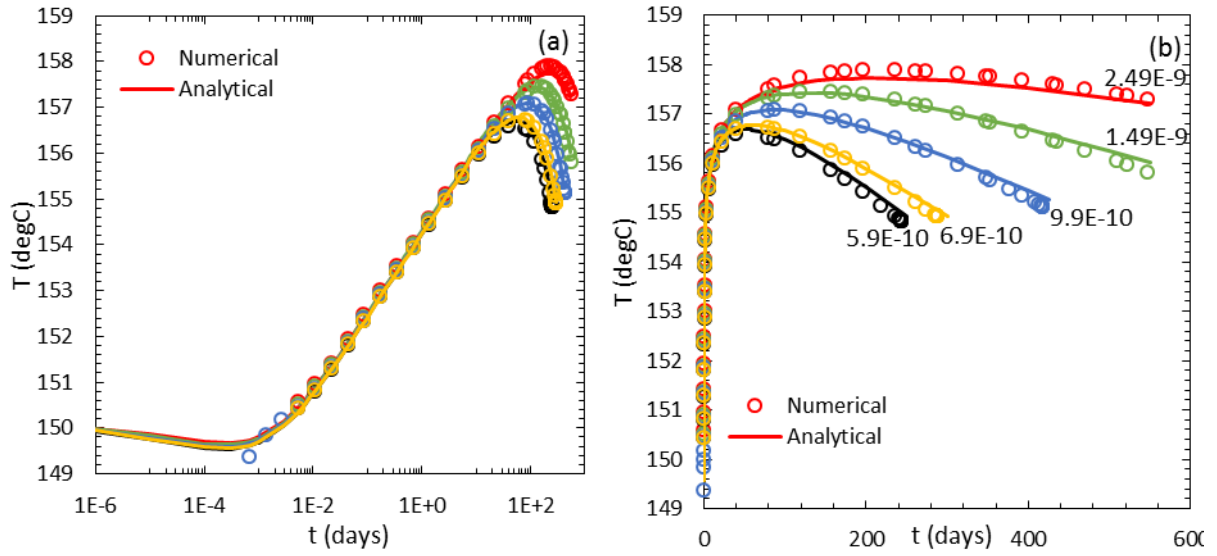 159
158
157
156
155
154
153
152
151
150
149
T (degC)
Numerical
Analytical
(a)
1E-6
1E-4
1E-2
1E+0
1E+2
t (days)
159
158
157
156
155
154
153
152
151
150
149
T (degC)
(b)
2.49E-9
1.49E-9
9.9E-10
5.9E-10 6.9E-10
Numerical
Analytical
0
200
t (days)
400
600